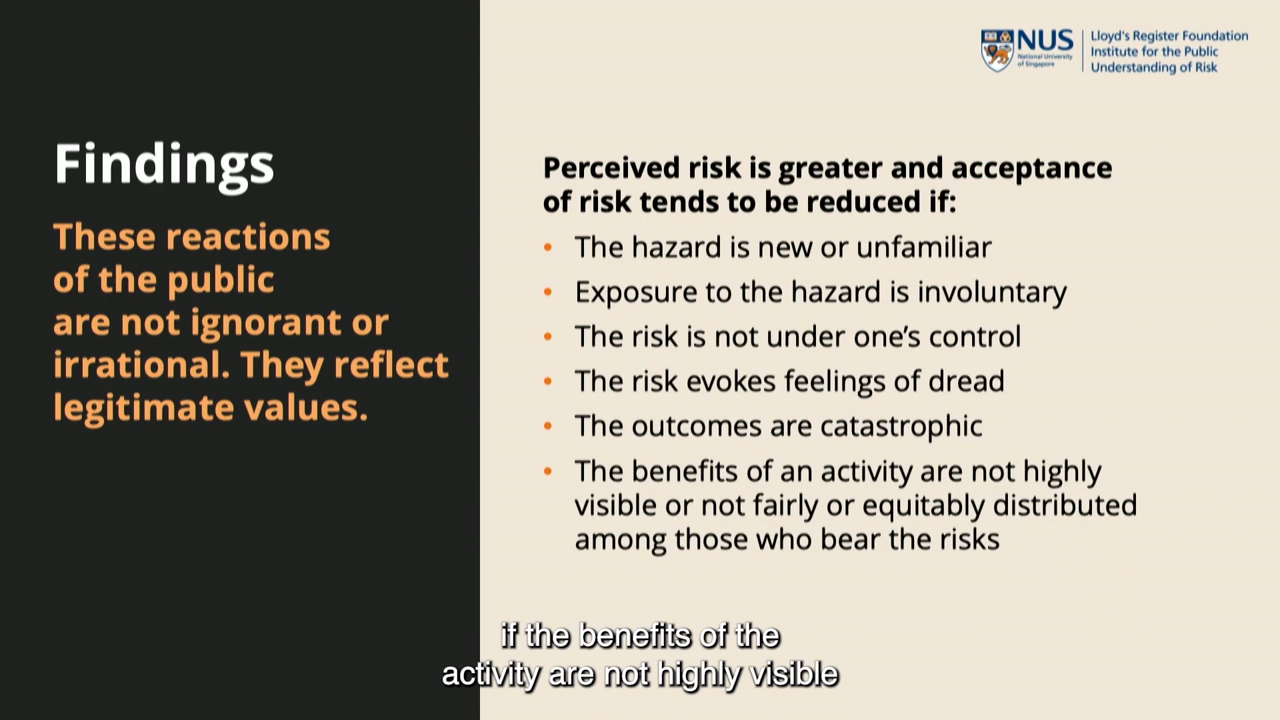 NUS
National University
of Singapore
Lloyd's Register Foundation
Institute for the Public
Understanding of Risk
Findings
These reactions
of the public
are not ignorant or
irrational. They reflect
legitimate values.
Perceived risk is greater and acceptance
of risk tends to be reduced if:
• The hazard is new or unfamiliar
• Exposure to the hazard is involuntary
• The risk is not under one’s control
• The risk evokes feelings of dread
• The outcomes are catastrophic
• The benefits of an activity are not highly
visible or not fairly or equitably distributed
among those who bear the risks
if the benefits of the
activity are not highly visible